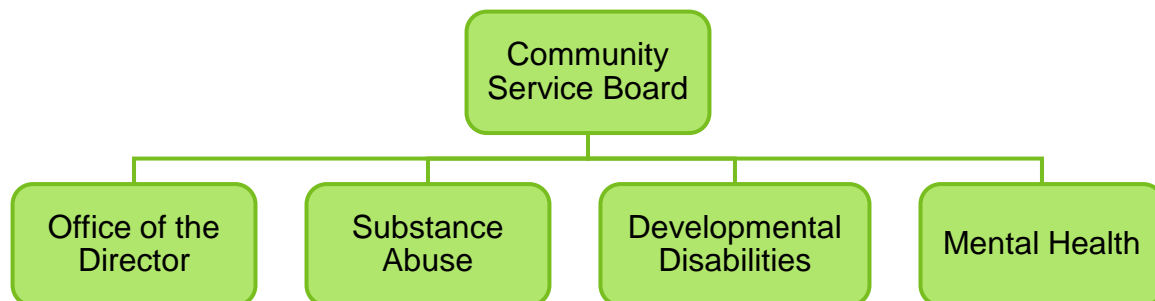 Community
Service Board
Office of the
Director
Substance
Abuse
Developmental
Disabilities
Mental Health